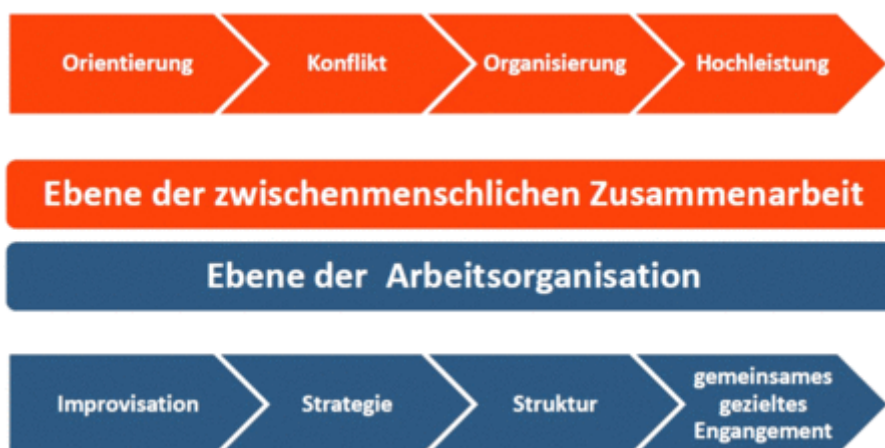 Orientierung
Konflikt
Organisierung
Hochleistung
Ebene der zwischenmenschlichen Zusammenarbeit
Ebene der Arbeitsorganisation
Improvisation
Strategie
Struktur
gemeinsames
gezieltes
Engangement